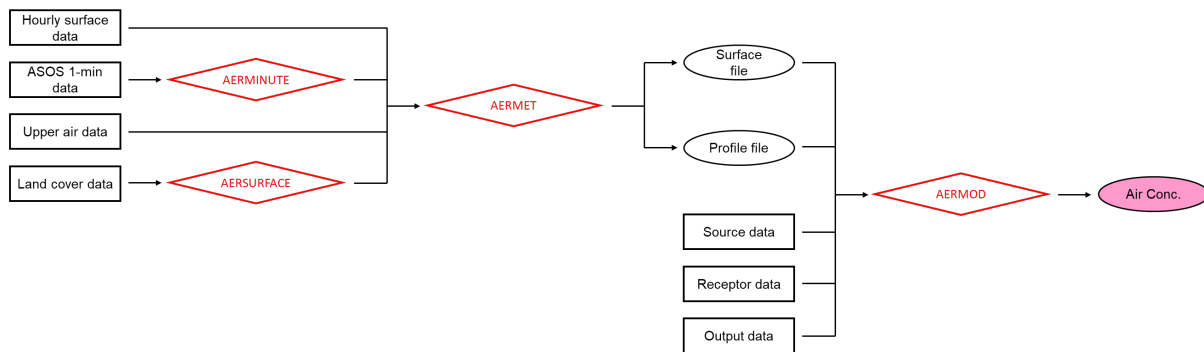 Hourly surface
data
ASOS 1-min
data
AERMINUTE
Upper air data
Land cover data
AERSURFACE
AERMET
Surface
file
Profile file
Source data
Receptor data
Output data
AERMOD
Air Conc.